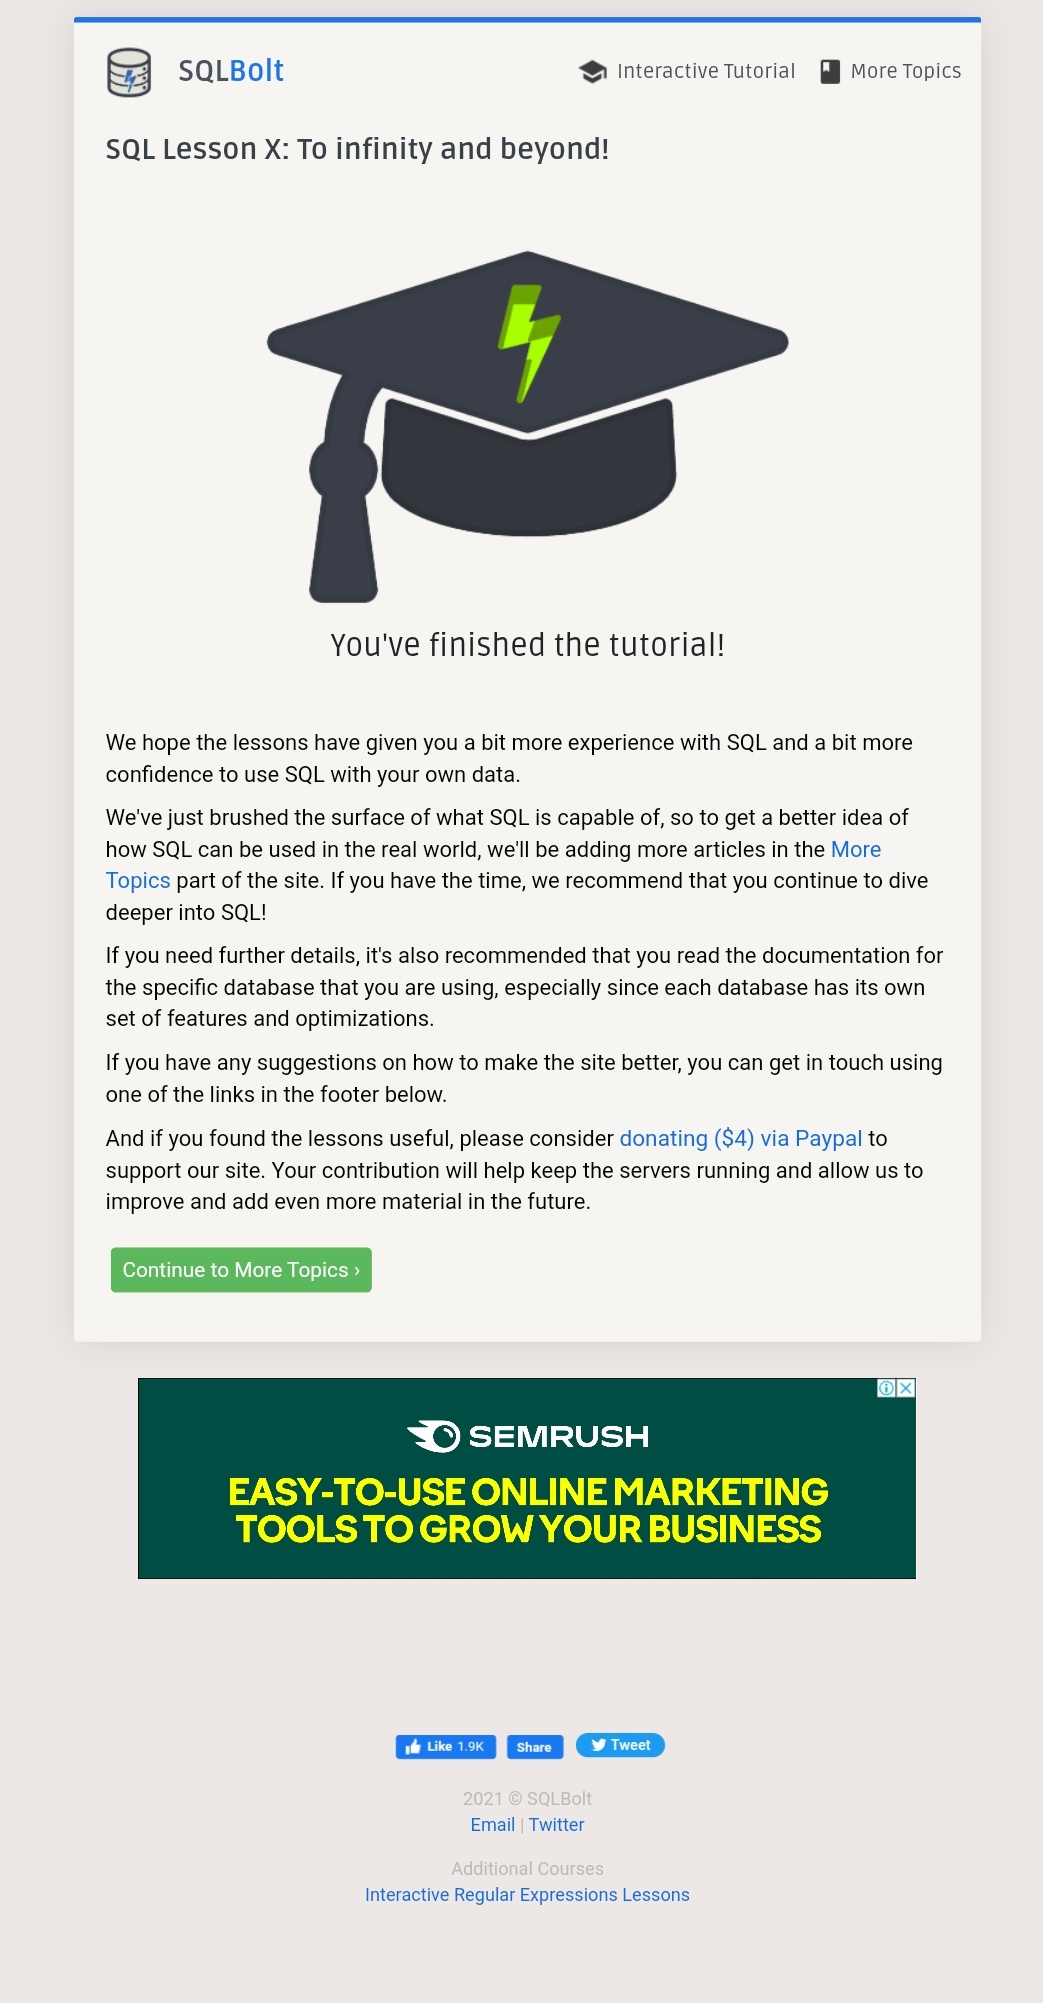 SQLBolt
Interactive Tutorial
More Topics
SQL Lesson X: To infinity and beyond!
You've finished the tutorial!
We hope the lessons have given you a bit more experience with SQL and a bit more
confidence to use SQL with your own data.
We've just brushed the surface of what SQL is capable of, so to get a better idea of
how SQL can be used in the real world, we'll be adding more articles in the More
Topics part of the site. If you have the time, we recommend that you continue to dive
deeper into SQL!
If you need further details, it's also recommended that you read the documentation for
the specific database that you are using, especially since each database has its own
set of features and optimizations.
If you have any suggestions on how to make the site better, you can get in touch using
one of the links in the footer below.
And if you found the lessons useful, please consider donating ($4) via Paypal to
support our site. Your contribution will help keep the servers running and allow us to
improve and add even more material in the future.
Continue to More Topics ›
SEMRUSH
EASY-TO-USE ONLINE MARKETING
TOOLS TO GROW YOUR BUSINESS
Like 1.9K
Share
Tweet
2021 © SQLBolt
Email | Twitter
Additional Courses
Interactive Regular Expressions Lessons